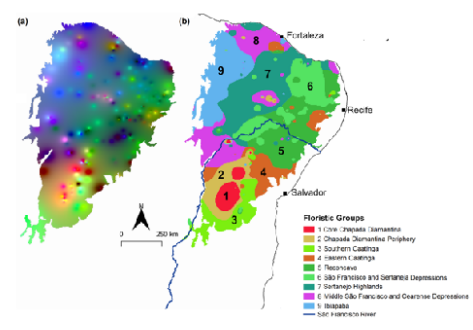 (a)
(b)
Fortaleza
8
9
7
6
Recife
5
2
4
1
Salvador
3
N
0 250 km
Floristic Groups
1 Core Chapada Diamantina
2 Chapada Diamantina Periphery
3 Southern Caatinga
4 Eastern Caatinga
5 Reconcavo
6 São Francisco and Sertaneja Depressions
7 Sertanejo Highlands
8 Middle São Francisco and Cearense Depressions
9 Ibiapaba
São Francisco River